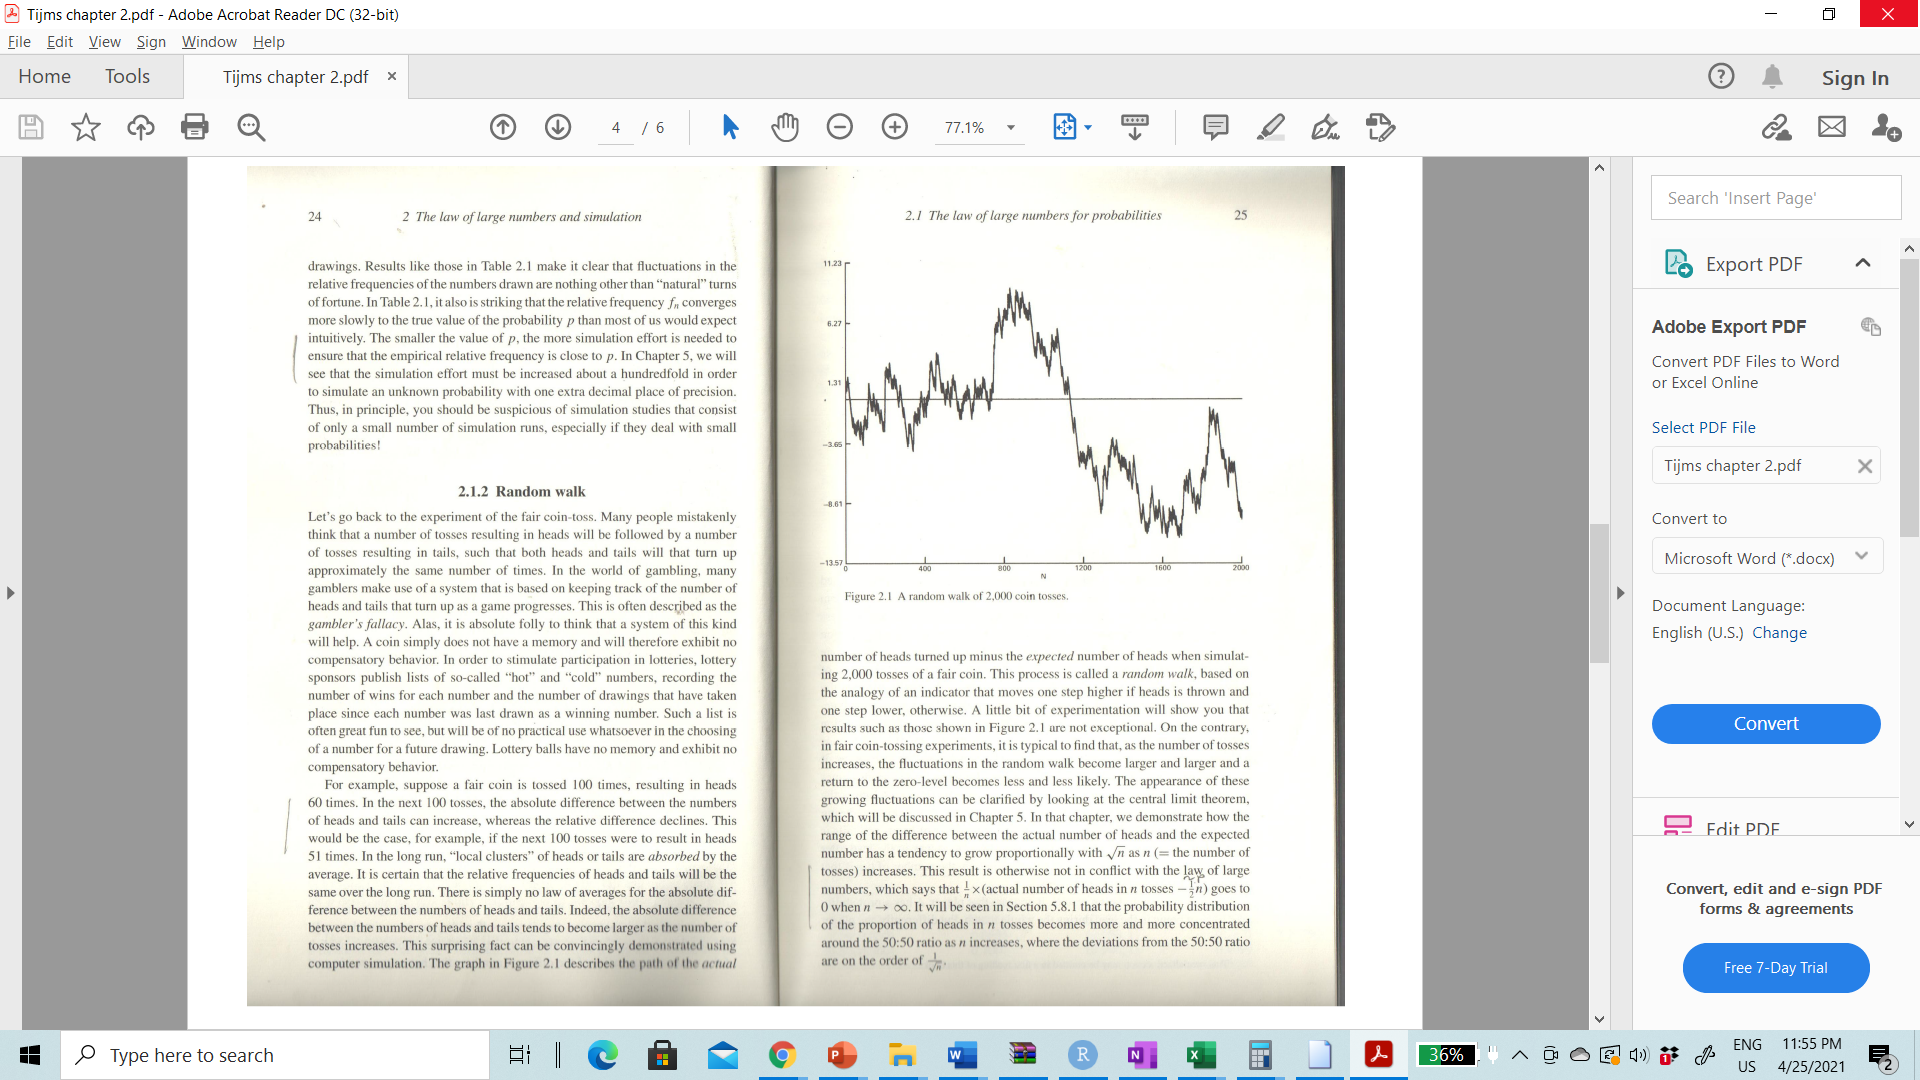 Tijms chapter 2.pdf - Adobe Acrobat Reader DC (32-bit)
File Edit View Sign Window Help
Home Tools Tijms chapter 2.pdf × Sign In
4 / 6 77.1%
24 2 The law of large numbers and simulation
drawings. Results like those in Table 2.1 make it clear that fluctuations in the
relative frequencies of the numbers drawn are nothing other than “natural” turns
of fortune. In Table 2.1, it also is striking that the relative frequency fn converges
more slowly to the true value of the probability p than most of us would expect
intuitively. The smaller the value of p, the more simulation effort is needed to
ensure that the empirical relative frequency is close to p. In Chapter 5, we will
see that the simulation effort must be increased about a hundredfold in order
to simulate an unknown probability with one extra decimal place of precision.
Thus, in principle, you should be suspicious of simulation studies that consist
of only a small number of simulation runs, especially if they deal with small
probabilities!
2.1.2 Random walk
Let’s go back to the experiment of the fair coin-toss. Many people mistakenly
think that a number of tosses resulting in heads will be followed by a number
of tosses resulting in tails, such that both heads and tails will that turn up
approximately the same number of times. In the world of gambling, many
gamblers make use of a system that is based on keeping track of the number of
heads and tails that turn up as a game progresses. This is often described as the
gambler’s fallacy. Alas, it is absolute folly to think that a system of this kind
will help. A coin simply does not have a memory and will therefore exhibit no
compensatory behavior. In order to stimulate participation in lotteries, lottery
sponsors publish lists of so-called “hot” and “cold” numbers, recording the
number of wins for each number and the number of drawings that have taken
place since each number was last drawn as a winning number. Such a list is
often great fun to see, but will be of no practical use whatsoever in the choosing
of a number for a future drawing. Lottery balls have no memory and exhibit no
compensatory behavior.
For example, suppose a fair coin is tossed 100 times, resulting in heads
60 times. In the next 100 tosses, the absolute difference between the numbers
of heads and tails can increase, whereas the relative difference declines. This
would be the case, for example, if the next 100 tosses were to result in heads
51 times. In the long run, “local clusters” of heads or tails are absorbed by the
average. It is certain that the relative frequencies of heads and tails will be the
same over the long run. There is simply no law of averages for the absolute dif-
ference between the numbers of heads and tails. Indeed, the absolute difference
between the numbers of heads and tails tends to become larger as the number of
tosses increases. This surprising fact can be convincingly demonstrated using
computer simulation. The graph in Figure 2.1 describes the path of the actual
2.1 The law of large numbers for probabilities 25
11.23
6.27
1.31
−3.65
-8.61
−13.57
0 400 800 1200 1600 2000
N
Figure 2.1 A random walk of 2,000 coin tosses.
number of heads turned up minus the expected number of heads when simulat-
ing 2,000 tosses of a fair coin. This process is called a random walk, based on
the analogy of an indicator that moves one step higher if heads is thrown and
one step lower, otherwise. A little bit of experimentation will show you that
results such as those shown in Figure 2.1 are not exceptional. On the contrary,
in fair coin-tossing experiments, it is typical to find that, as the number of tosses
increases, the fluctuations in the random walk become larger and larger and a
return to the zero-level becomes less and less likely. The appearance of these
growing fluctuations can be clarified by looking at the central limit theorem,
which will be discussed in Chapter 5. In that chapter, we demonstrate how the
range of the difference between the actual number of heads and the expected
number has a tendency to grow proportionally with √n as n (= the number of
tosses) increases. This result is otherwise not in conflict with the law of large
numbers, which says that 1/n ×(actual number of heads in n tosses − 1/2 n) goes to
0 when n → ∞. It will be seen in Section 5.8.1 that the probability distribution
of the proportion of heads in n tosses becomes more and more concentrated
around the 50:50 ratio as n increases, where the deviations from the 50:50 ratio
are on the order of 1/√n.
Search 'Insert Page'
Export PDF
Adobe Export PDF
Convert PDF Files to Word
or Excel Online
Select PDF File
Tijms chapter 2.pdf
Convert to
Microsoft Word (*.docx)
Document Language:
English (U.S.) Change
Convert
Edit PDF
Convert, edit and e-sign PDF
forms & agreements
Free 7-Day Trial
Type here to search
36%
ENG
US
11:55 PM
4/25/2021
2